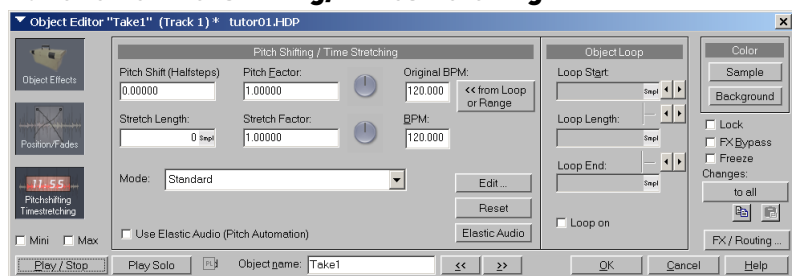 Object Editor "Take1" (Track 1) * tutor01.HDP
Object Effects
Position/Fades
11:55
Pitchshifting
Timestretching
Mini
Max
Pitch Shifting / Time Stretching
Pitch Shift (Halfsteps)
Pitch Factor:
Original BPM:
0.00000
1.00000
120.000
<< from Loop
or Range
Stretch Length:
Stretch Factor:
BPM:
0 Smpl
1.00000
120.000
Mode:
Standard
Edit ...
Reset
Use Elastic Audio (Pitch Automation)
Elastic Audio
Object Loop
Loop Start:
Smpl
Loop Length:
Smpl
Loop End:
Smpl
Loop on
Color
Sample
Background
Lock
FX Bypass
Freeze
Changes:
to all
FX / Routing ...
Play / Stop
Play Solo
Object name:
Take1
<<
>>
OK
Cancel
Help